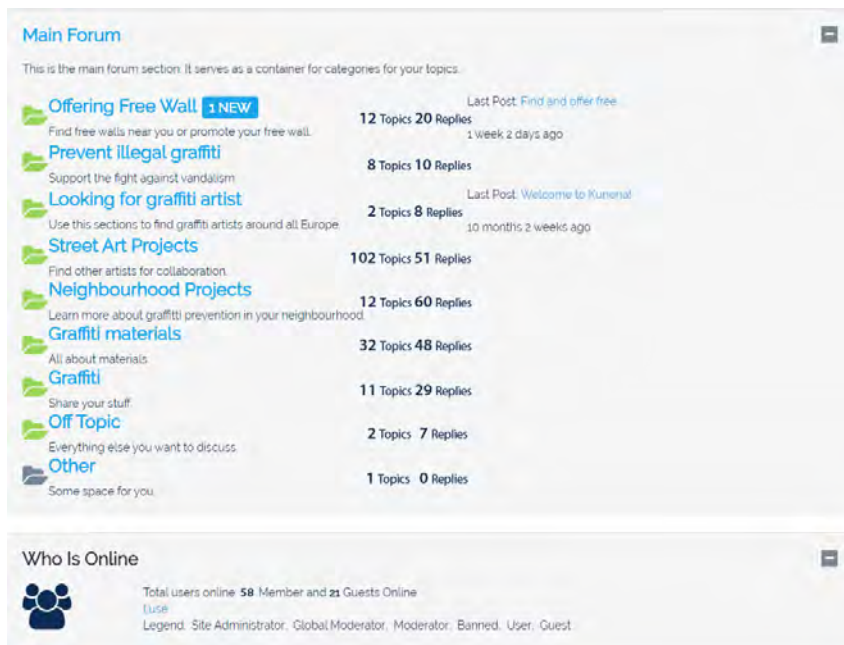 Main Forum
This is the main forum section. It serves as a container for categories for your topics.
Offering Free Wall 1 NEW
12 Topics 20 Replies
Last Post: Find and offer free
Find free walls near you or promote your free wall.
1 week 2 days ago
Prevent illegal graffiti
8 Topics 10 Replies
Support the fight against vandalism
Looking for graffiti artist
2 Topics 8 Replies
Last Post: Welcome to Kunena!
Use this sections to find graffiti artists around all Europe.
10 months 2 weeks ago
Street Art Projects
102 Topics 51 Replies
Find other artists for collaboration.
Neighbourhood Projects
12 Topics 60 Replies
Learn more about graffitti prevention in your neighbourhood.
Graffiti materials
32 Topics 48 Replies
All about materials
Graffiti
11 Topics 29 Replies
Share your stuff.
Off Topic
2 Topics 7 Replies
Everything else you want to discuss.
Other
1 Topics 0 Replies
Some space for you.
Who Is Online
Total users online 58 Member and 21 Guests Online
Legend: Site Administrator, Global Moderator, Moderator, Banned, User, Guest